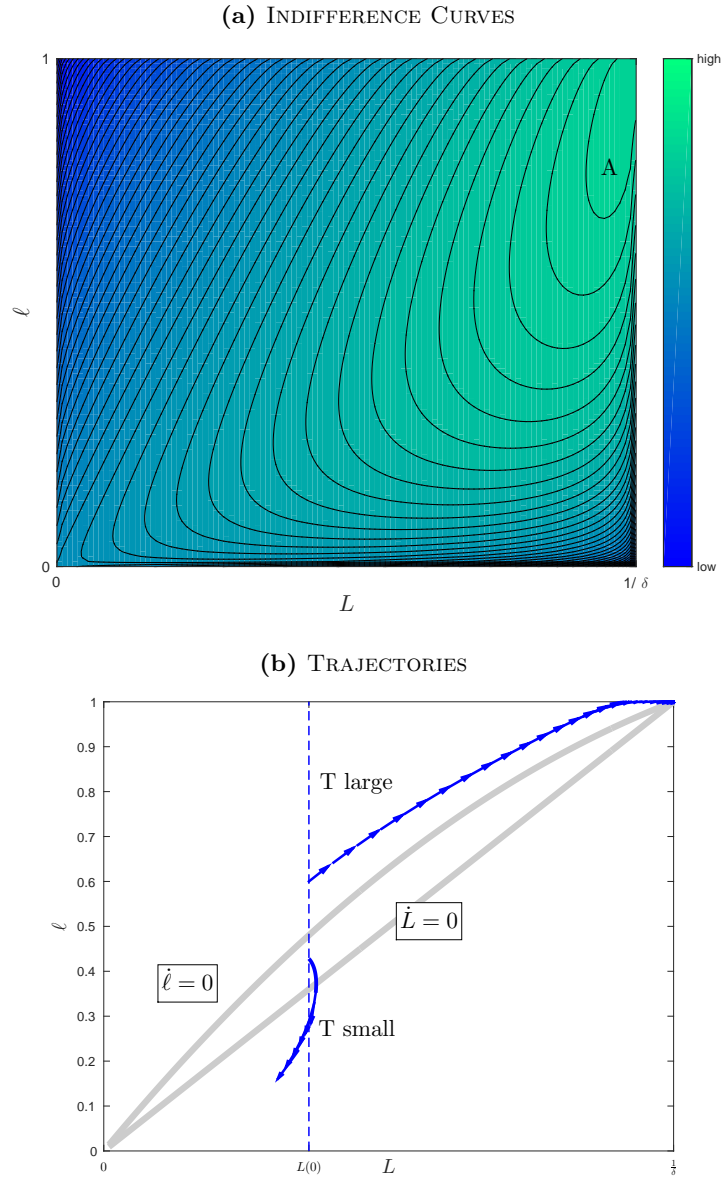 (a) INDIFFERENCE CURVES
1
high
A
ℓ
0
low
0
1/ δ
L
(b) TRAJECTORIES
1
0.9
0.8
T large
0.7
0.6
ℓ
0.5
L̇ = 0
0.4
ℓ̇ = 0
0.3
T small
0.2
0.1
0
0
L(0)
L
1/δ